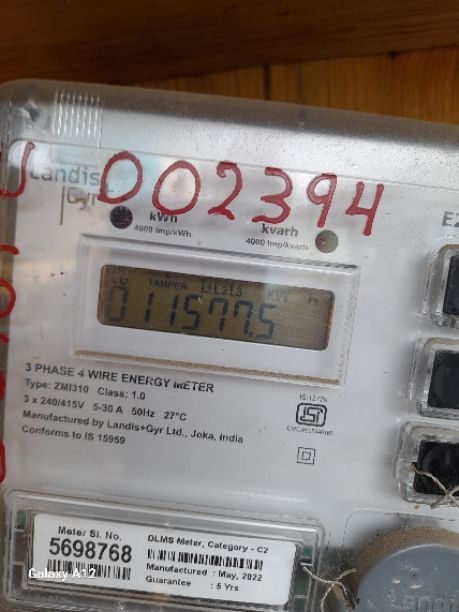 Landis
Gyr+
002394
kWh
4000 Imp/kWh
kvarh
4000 Imp/kvarh
TAMPER L1L2L3 kW h
011577.5
3 PHASE 4 WIRE ENERGY METER
Type: ZMI310 Class: 1.0
3 x 240/415V 5-30 A 50Hz 27°C
Manufactured by Landis+Gyr Ltd., Joka, India
Conforms to IS 15959
Meter Sl. No.
5698768
DLMS Meter, Category - C2
Manufactured : May, 2022
Guarantee : 5 Yrs
Galaxy A12